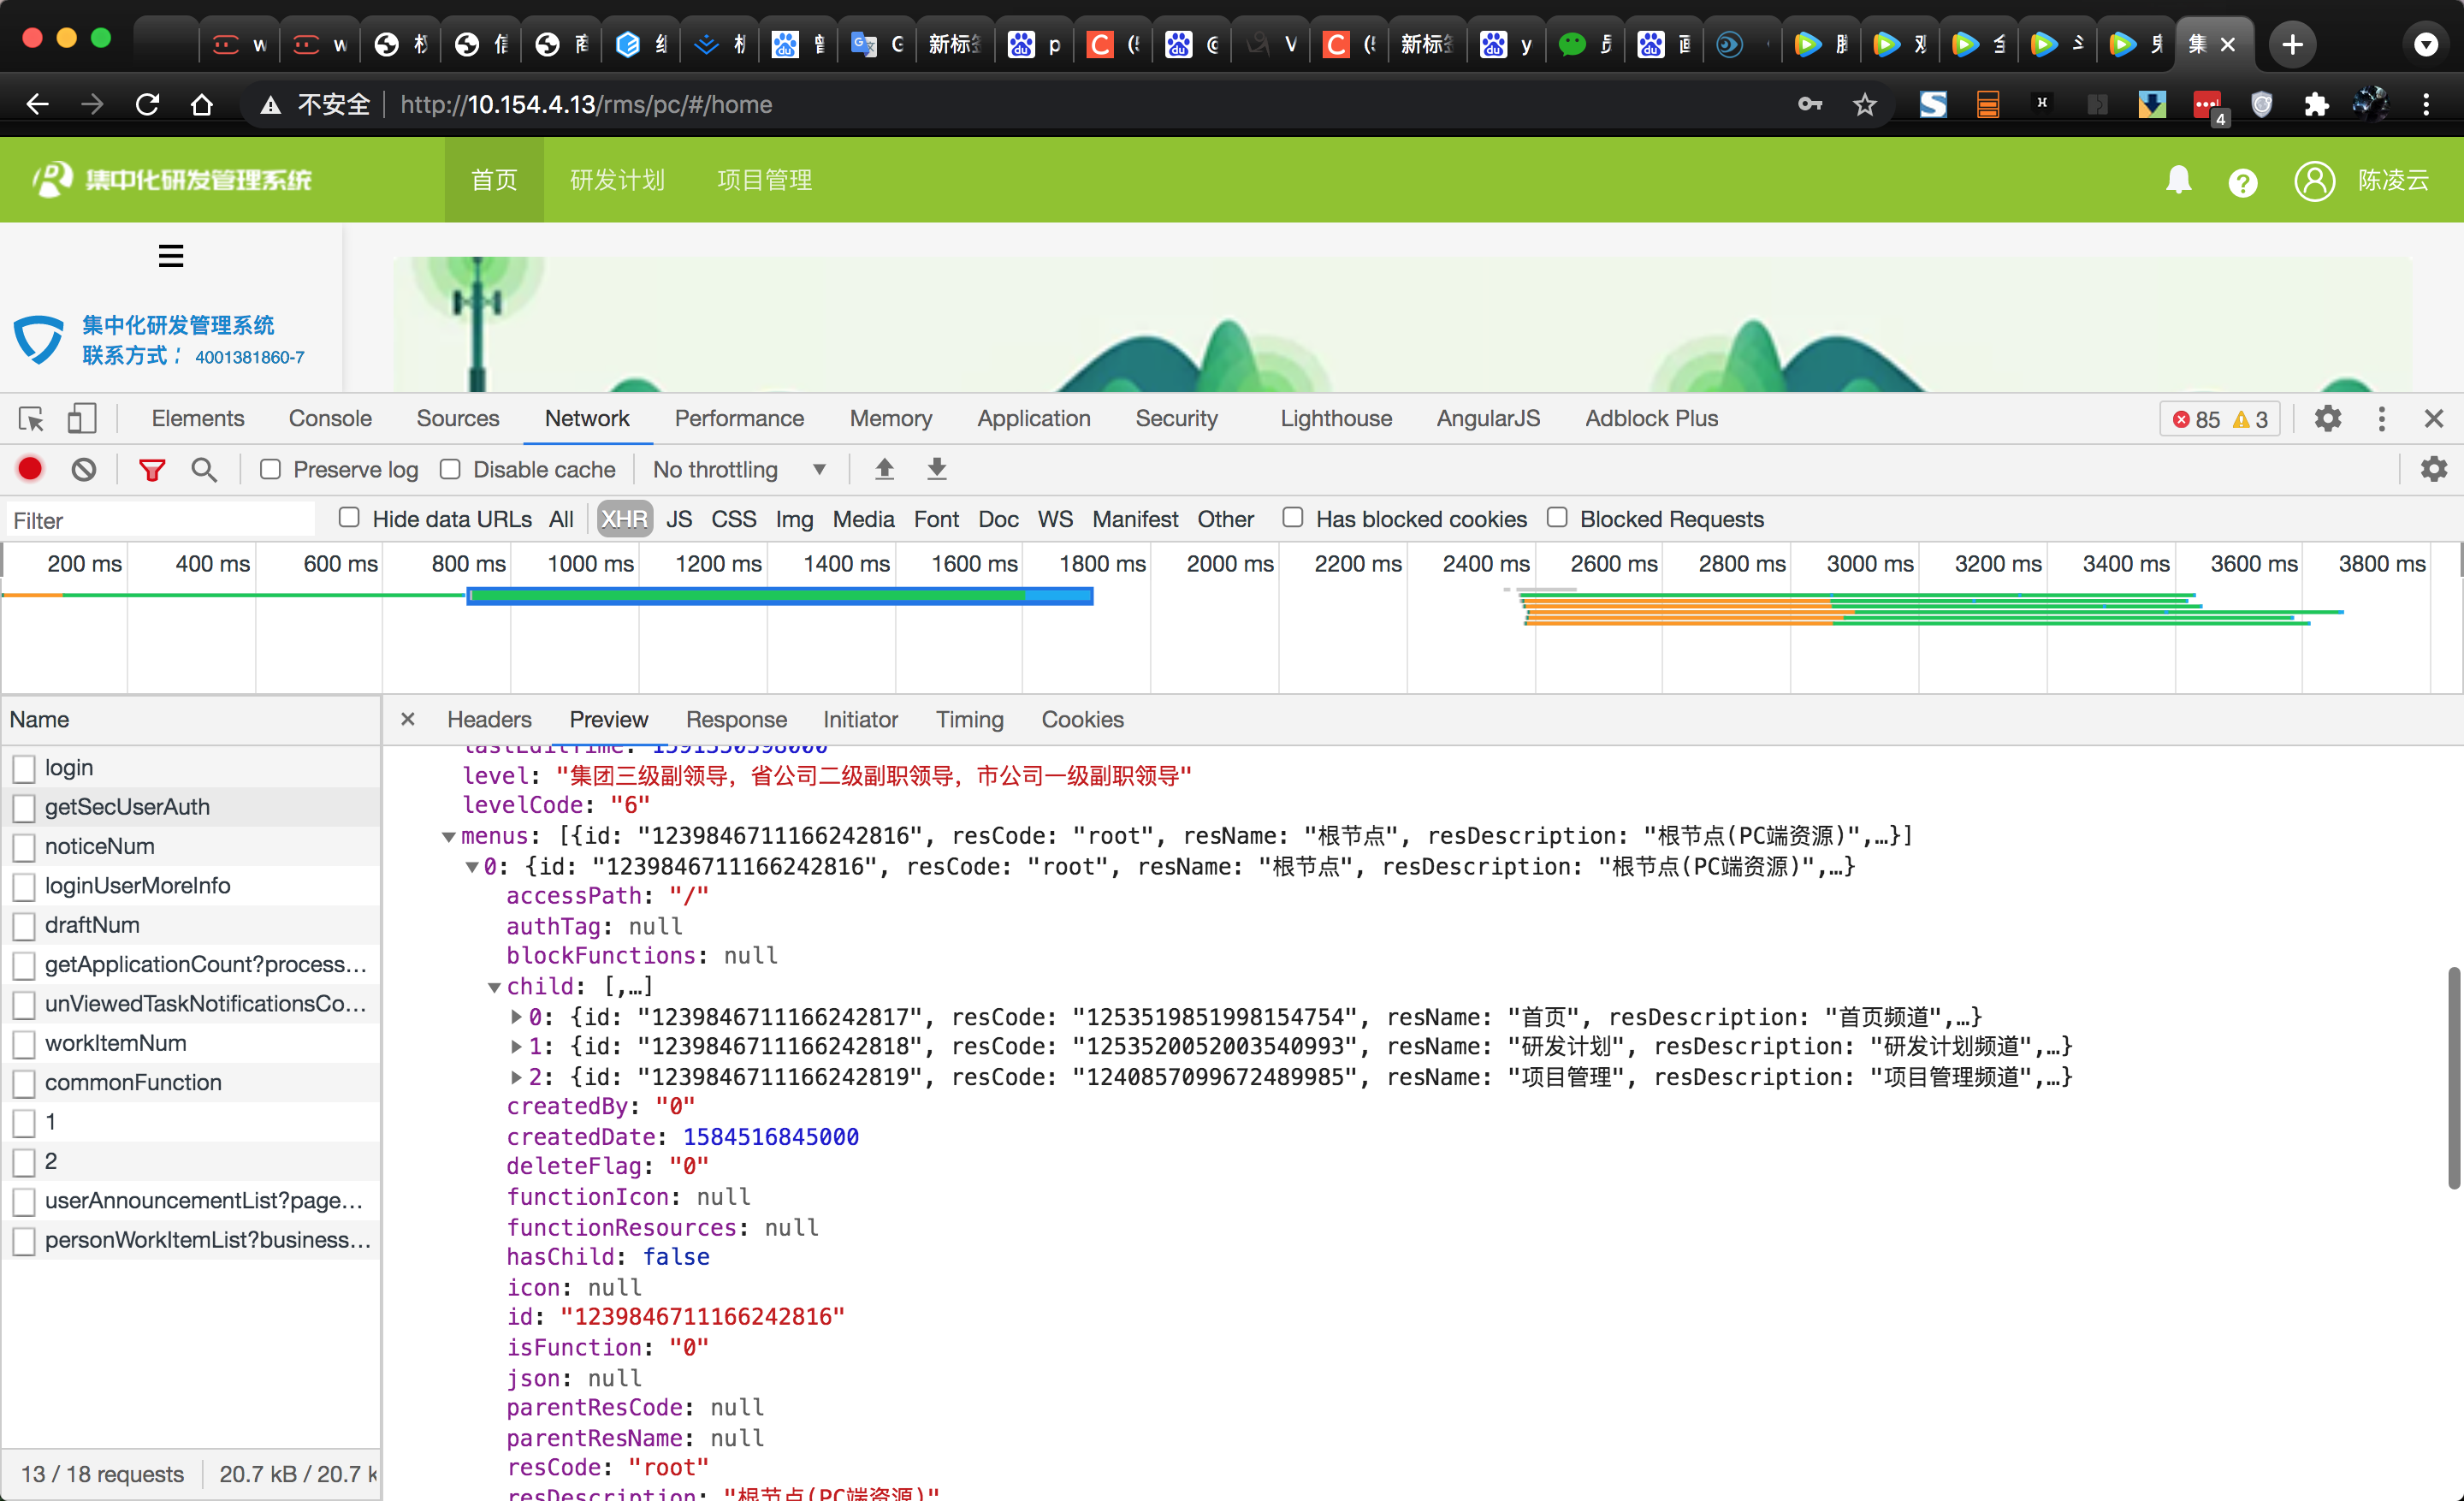 w
w
G
新标
p
C
新标
y
集
不安全
http://10.154.4.13/rms/pc/#/home
4
集中化研发管理系统
首页
研发计划
项目管理
陈凌云
集中化研发管理系统
联系方式: 4001381860-7
Elements Console Sources Network Performance Memory Application Security Lighthouse AngularJS Adblock Plus
85 3
Preserve log Disable cache No throttling
Filter Hide data URLs All XHR JS CSS Img Media Font Doc WS Manifest Other Has blocked cookies Blocked Requests
200 ms 400 ms 600 ms 800 ms 1000 ms 1200 ms 1400 ms 1600 ms 1800 ms 2000 ms 2200 ms 2400 ms 2600 ms 2800 ms 3000 ms 3200 ms 3400 ms 3600 ms 3800 ms
Name
login
getSecUserAuth
noticeNum
loginUserMoreInfo
draftNum
getApplicationCount?process…
unViewedTaskNotificationsCo…
workItemNum
commonFunction
1
2
userAnnouncementList?page…
personWorkItemList?business…
13 / 18 requests 20.7 kB / 20.7 k
Headers Preview Response Initiator Timing Cookies
lastEditTime: 1591350598000
level: "集团三级副领导, 省公司二级副职领导, 市公司一级副职领导"
levelCode: "6"
menus: [{id: "1239846711166242816", resCode: "root", resName: "根节点", resDescription: "根节点(PC端资源)",…}]
0: {id: "1239846711166242816", resCode: "root", resName: "根节点", resDescription: "根节点(PC端资源)",…}
accessPath: "/"
authTag: null
blockFunctions: null
child: [,…]
0: {id: "1239846711166242817", resCode: "1253519851998154754", resName: "首页", resDescription: "首页频道",…}
1: {id: "1239846711166242818", resCode: "1253520052003540993", resName: "研发计划", resDescription: "研发计划频道",…}
2: {id: "1239846711166242819", resCode: "1240857099672489985", resName: "项目管理", resDescription: "项目管理频道",…}
createdBy: "0"
createdDate: 1584516845000
deleteFlag: "0"
functionIcon: null
functionResources: null
hasChild: false
icon: null
id: "1239846711166242816"
isFunction: "0"
json: null
parentResCode: null
parentResName: null
resCode: "root"
resDescription: "根节点(PC端资源)"